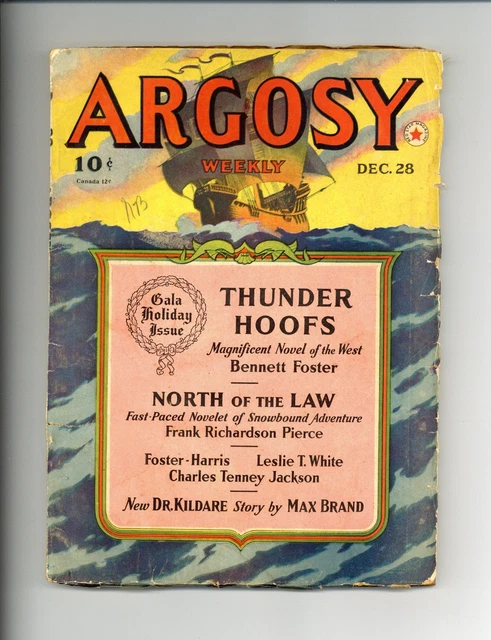 ARGOSY
WEEKLY
10¢
Canada 12¢
DEC. 28
Gala
Holiday
Issue
THUNDER
HOOFS
Magnificent Novel of the West
Bennett Foster
NORTH OF THE LAW
Fast-Paced Novelet of Snowbound Adventure
Frank Richardson Pierce
Foster-Harris Leslie T. White
Charles Tenney Jackson
New DR. KILDARE Story by MAX BRAND